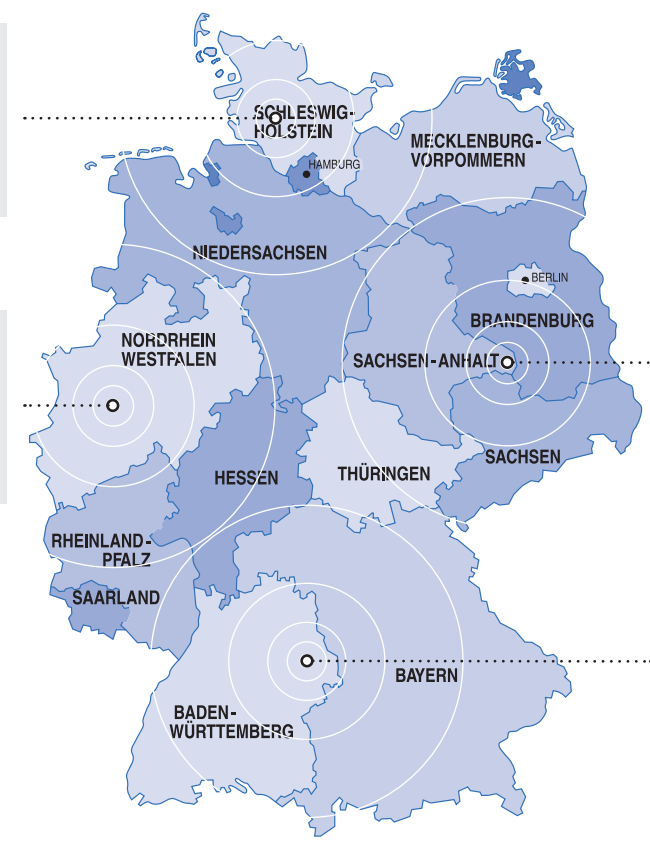 SCHLESWIG-
HOLSTEIN
MECKLENBURG-
VORPOMMERN
HAMBURG
NIEDERSACHSEN
BERLIN
BRANDENBURG
NORDRHEIN
WESTFALEN
SACHSEN-ANHALT
SACHSEN
HESSEN
THÜRINGEN
RHEINLAND-
PFALZ
SAARLAND
BAYERN
BADEN-
WÜRTTEMBERG